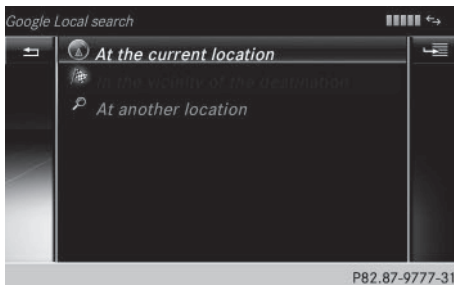 Google Local search
At the current location
In the vicinity of the destination
At another location
P82.87-9777-31